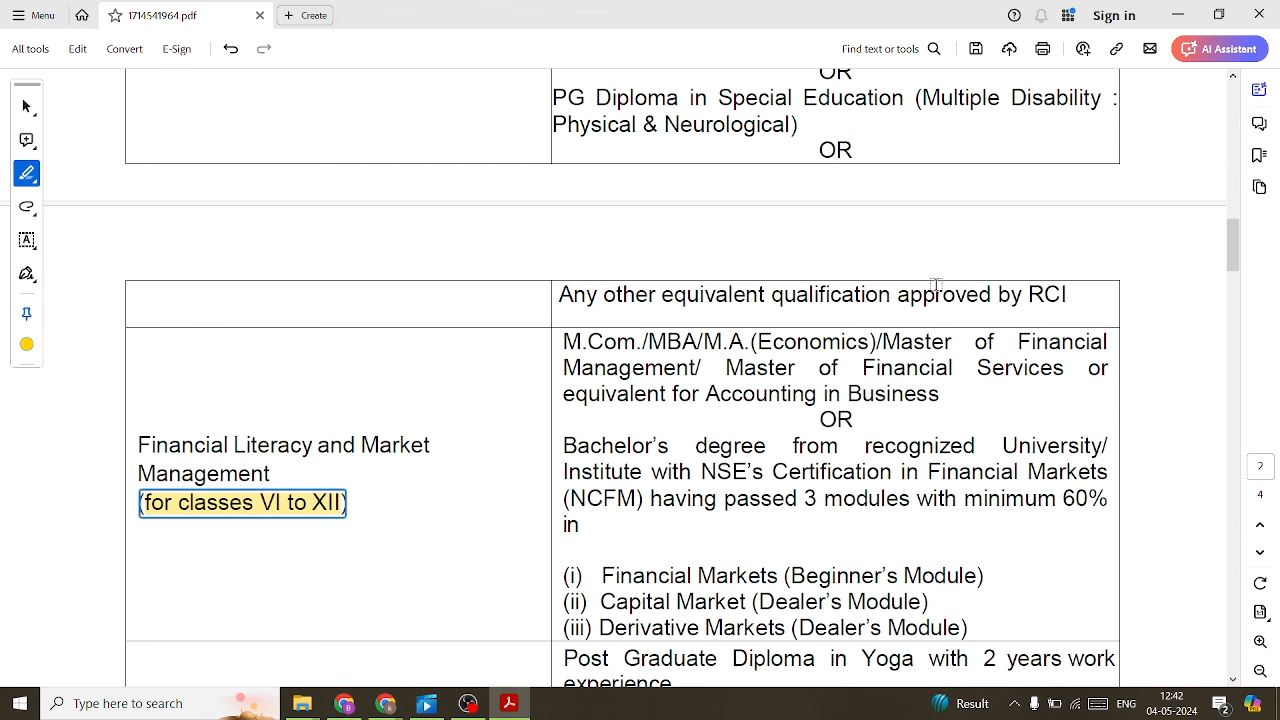 Menu
1714541964.pdf
Create
Sign in
All tools
Edit
Convert
E-Sign
Find text or tools
AI Assistant
OR
PG Diploma in Special Education (Multiple Disability :
Physical & Neurological)
OR
Any other equivalent qualification approved by RCI
Financial Literacy and Market
Management
(for classes VI to XII)
M.Com./MBA/M.A.(Economics)/Master of Financial
Management/ Master of Financial Services or
equivalent for Accounting in Business
OR
Bachelor's degree from recognized University/
Institute with NSE's Certification in Financial Markets
(NCFM) having passed 3 modules with minimum 60%
in
(i) Financial Markets (Beginner's Module)
(ii) Capital Market (Dealer's Module)
(iii) Derivative Markets (Dealer's Module)
Post Graduate Diploma in Yoga with 2 years work
experience
2
4
Type here to search
Result
ENG
12:42
04-05-2024
2